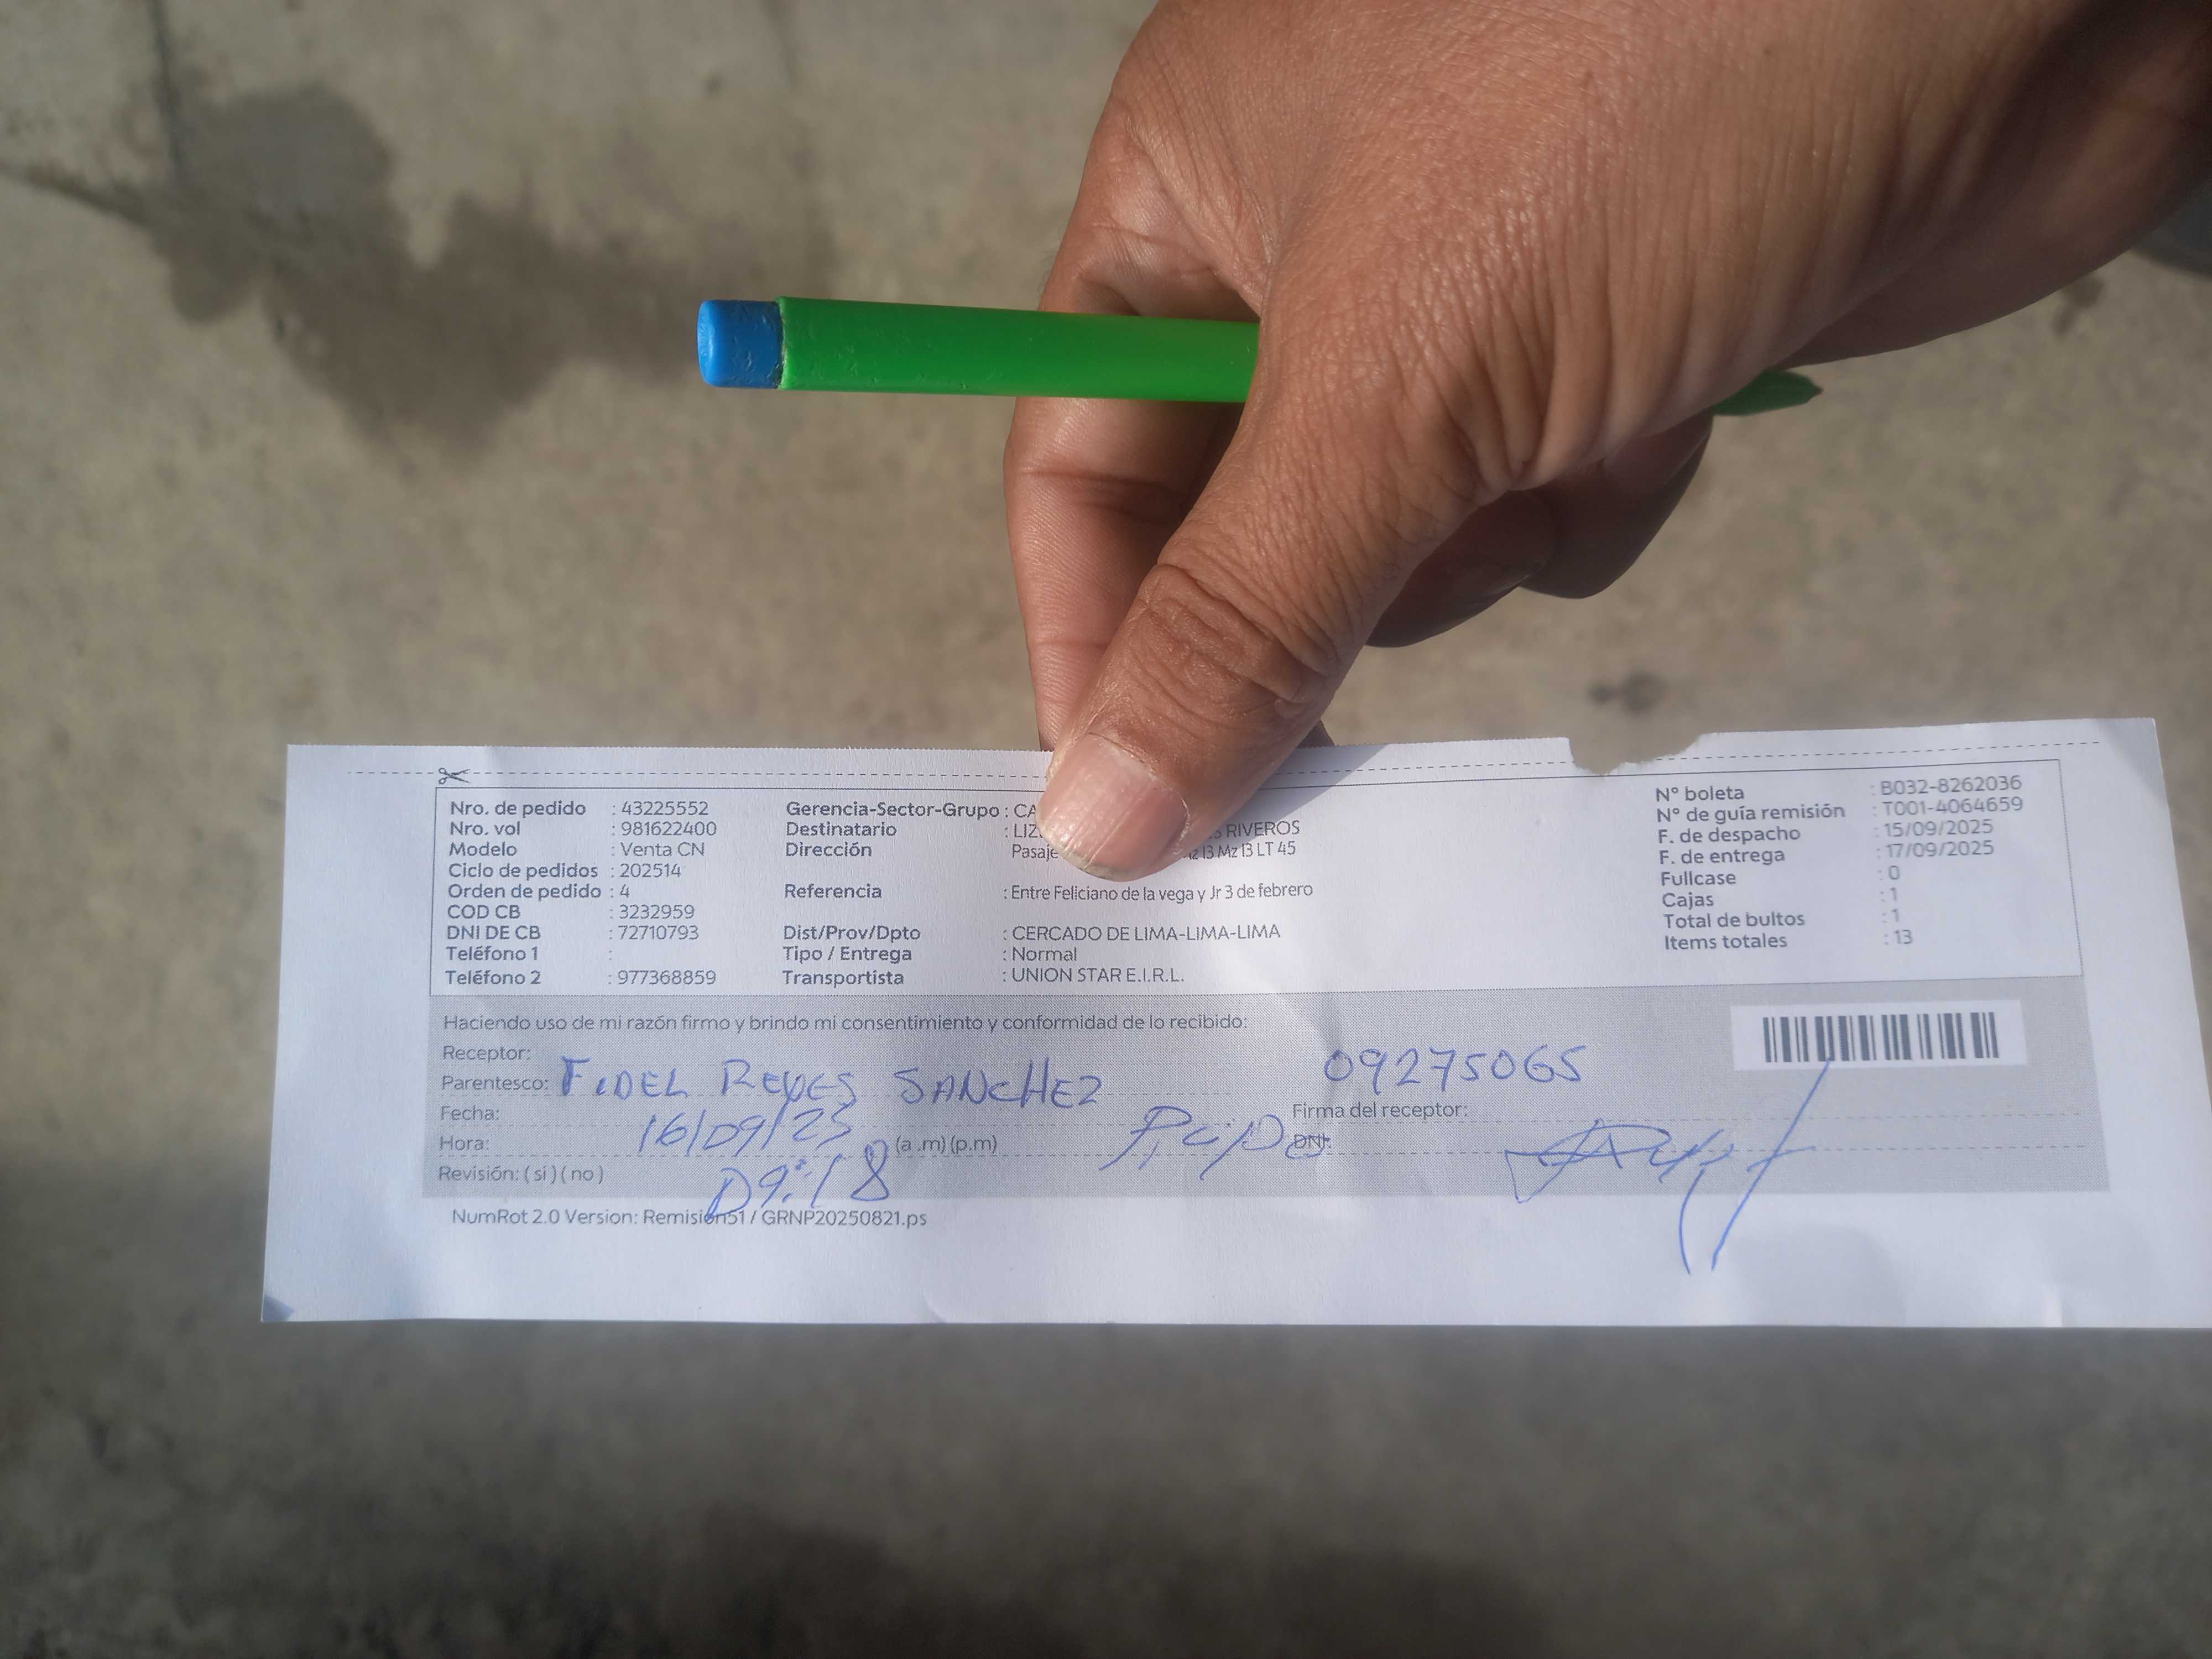 Nro. de pedido : 43225552
Nro. vol : 981622400
Modelo : Venta CN
Ciclo de pedidos : 202514
Orden de pedido : 4
COD CB : 3232959
DNI DE CB : 72710793
Teléfono 1 :
Teléfono 2 : 977368859
Gerencia-Sector-Grupo : CA
Destinatario : LIZ RIVEROS
Dirección Pasaje I3 Mz I3 LT 45
Referencia : Entre Feliciano de la vega y Jr 3 de febrero
Dist/Prov/Dpto : CERCADO DE LIMA-LIMA-LIMA
Tipo / Entrega : Normal
Transportista : UNION STAR E.I.R.L.
N° boleta : B032-8262036
N° de guía remisión : T001-4064659
F. de despacho : 15/09/2025
F. de entrega : 17/09/2025
Fullcase : 0
Cajas : 1
Total de bultos : 1
Items totales : 13
Haciendo uso de mi razón firmo y brindo mi consentimiento y conformidad de lo recibido:
Receptor:
Parentesco: FIDEL REYES SANCHEZ 09275065
Fecha: 16/09/25 Firma del receptor:
Hora: 09:18 (a .m) (p.m) DNI:
Revisión: ( si ) ( no )
NumRot 2.0 Version: Remision51 / GRNP20250821.ps